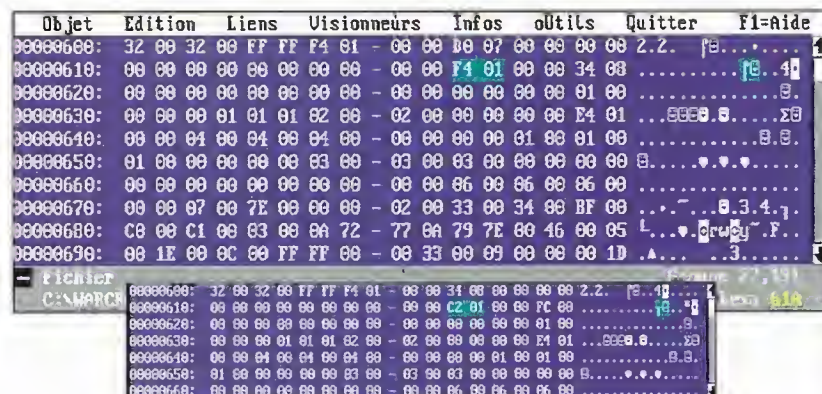 Objet Edition Liens Visionneurs Infos oUtils Quitter F1=Aide
00000600: 32 00 32 00 FF FF F4 01 - 00 00 D0 07 00 00 00 00 2.2.
00000610: 00 00 00 00 00 00 00 00 - 00 00 F4 01 00 00 34 08
00000620: 00 00 00 00 00 00 00 00 - 00 00 00 00 00 00 01 00
00000630: 00 00 00 01 01 01 02 00 - 02 00 00 00 00 00 E4 01
00000640: 00 00 04 00 04 00 04 00 - 00 00 00 00 01 00 01 00
00000650: 01 00 00 00 00 00 03 00 - 03 00 03 00 00 00 00 00
00000660: 00 00 00 00 00 00 00 00 - 00 00 06 00 06 00 06 00
00000670: 00 00 07 00 7E 00 00 00 - 02 00 33 00 34 00 BF 00
00000680: C0 00 C1 00 03 00 0A 72 - 77 0A 79 7E 00 46 00 05
00000690: 00 1E 00 0C 00 FF FF 00 - 00 33 00 09 00 00 00 1D
Fichier
00000600: 32 00 32 00 FF FF F4 01 - 00 00 34 00 00 00 00 00 2.2.
00000610: 00 00 00 00 00 00 00 00 - 00 00 C2 01 00 00 FC 00
00000620: 00 00 00 00 00 00 00 00 - 00 00 00 00 00 00 01 00
00000630: 00 00 00 01 01 01 02 00 - 02 00 00 00 00 00 E4 01
00000640: 00 00 04 00 04 00 04 00 - 00 00 00 00 01 00 01 00
00000650: 01 00 00 00 00 00 03 00 - 03 00 03 00 00 00 00 00
00000660: 00 00 00 00 00 00 00 00 - 00 00 06 00 06 00 06 00